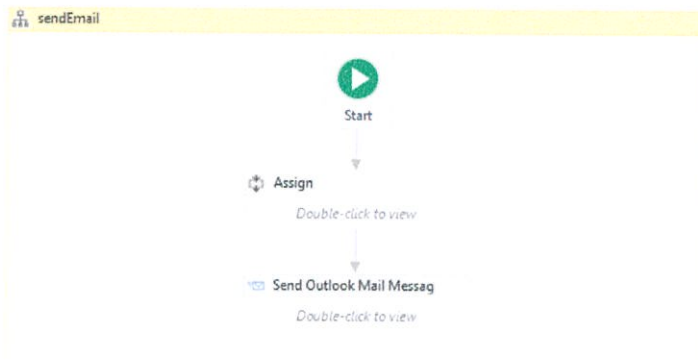 sendEmail
Start
Assign
Double-click to view
Send Outlook Mail Messag
Double-click to view